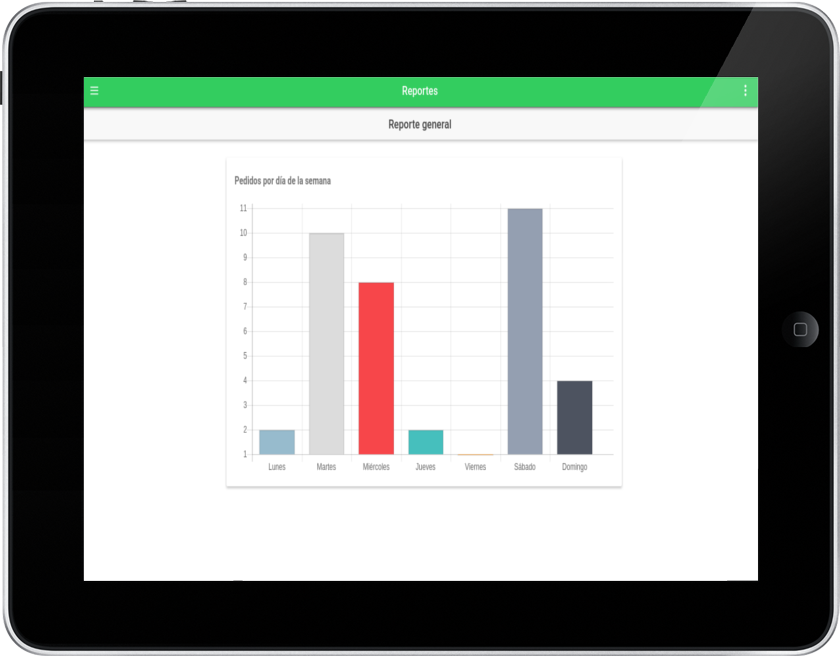 Reportes
Reporte general
Pedidos por día de la semana
11
10
9
8
7
6
5
4
3
2
1
Lunes Martes Miércoles Jueves Viernes Sábado Domingo